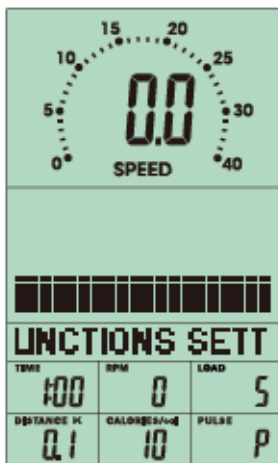 15 20
10 25
5 0.0 30
0 SPEED 40
UNCTIONS SETT
TIME RPM LOAD
1:00 0 5
DISTANCE K CALORIES/ PULSE
0.1 10 P